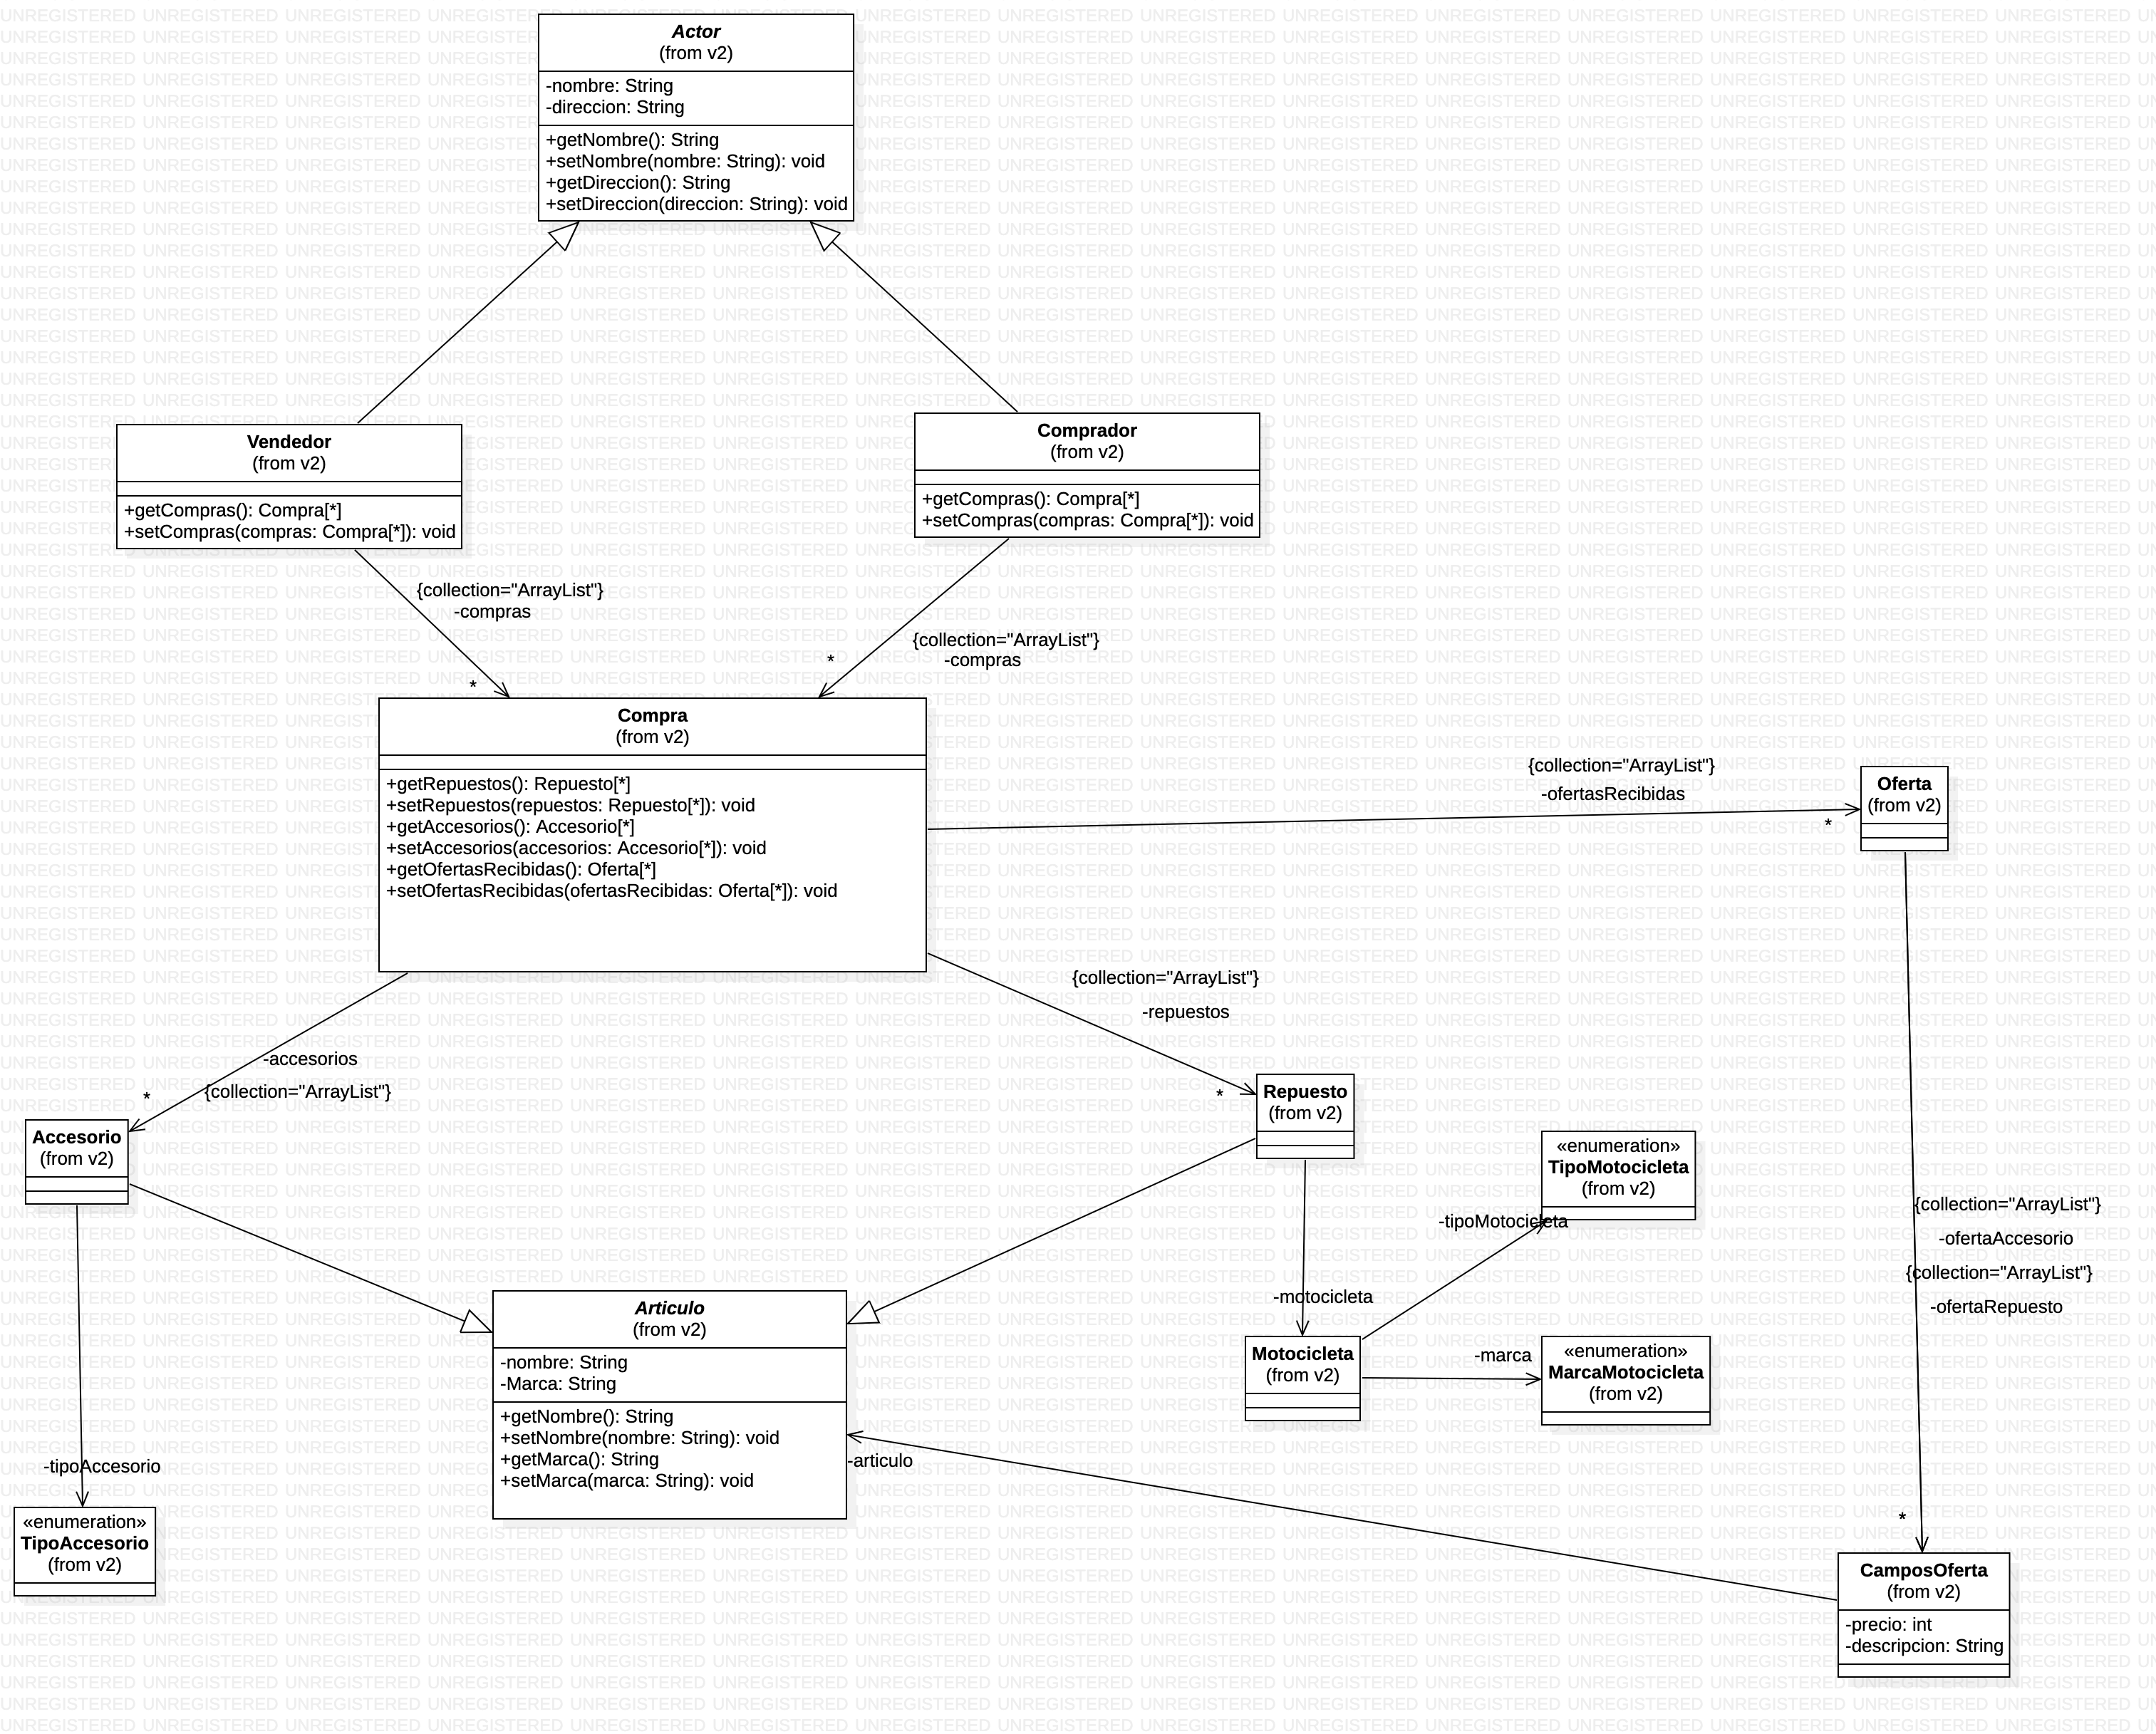 Actor
(from v2)
-nombre: String
-direccion: String
+getNombre(): String
+setNombre(nombre: String): void
+getDireccion(): String
+setDireccion(direccion: String): void
Vendedor
(from v2)
+getCompras(): Compra[*]
+setCompras(compras: Compra[*]): void
Comprador
(from v2)
+getCompras(): Compra[*]
+setCompras(compras: Compra[*]): void
{collection="ArrayList"}
-compras
*
{collection="ArrayList"}
-compras
*
Compra
(from v2)
+getRepuestos(): Repuesto[*]
+setRepuestos(repuestos: Repuesto[*]): void
+getAccesorios(): Accesorio[*]
+setAccesorios(accesorios: Accesorio[*]): void
+getOfertasRecibidas(): Oferta[*]
+setOfertasRecibidas(ofertasRecibidas: Oferta[*]): void
{collection="ArrayList"}
-ofertasRecibidas
*
Oferta
(from v2)
{collection="ArrayList"}
-repuestos
*
-accesorios
{collection="ArrayList"}
*
Accesorio
(from v2)
Repuesto
(from v2)
«enumeration»
TipoMotocicleta
(from v2)
-tipoMotocicleta
{collection="ArrayList"}
-ofertaAccesorio
{collection="ArrayList"}
-ofertaRepuesto
*
-motocicleta
Motocicleta
(from v2)
-marca
«enumeration»
MarcaMotocicleta
(from v2)
Articulo
(from v2)
-nombre: String
-Marca: String
+getNombre(): String
+setNombre(nombre: String): void
+getMarca(): String
+setMarca(marca: String): void
-articulo
-tipoAccesorio
«enumeration»
TipoAccesorio
(from v2)
CamposOferta
(from v2)
-precio: int
-descripcion: String
UNREGISTERED